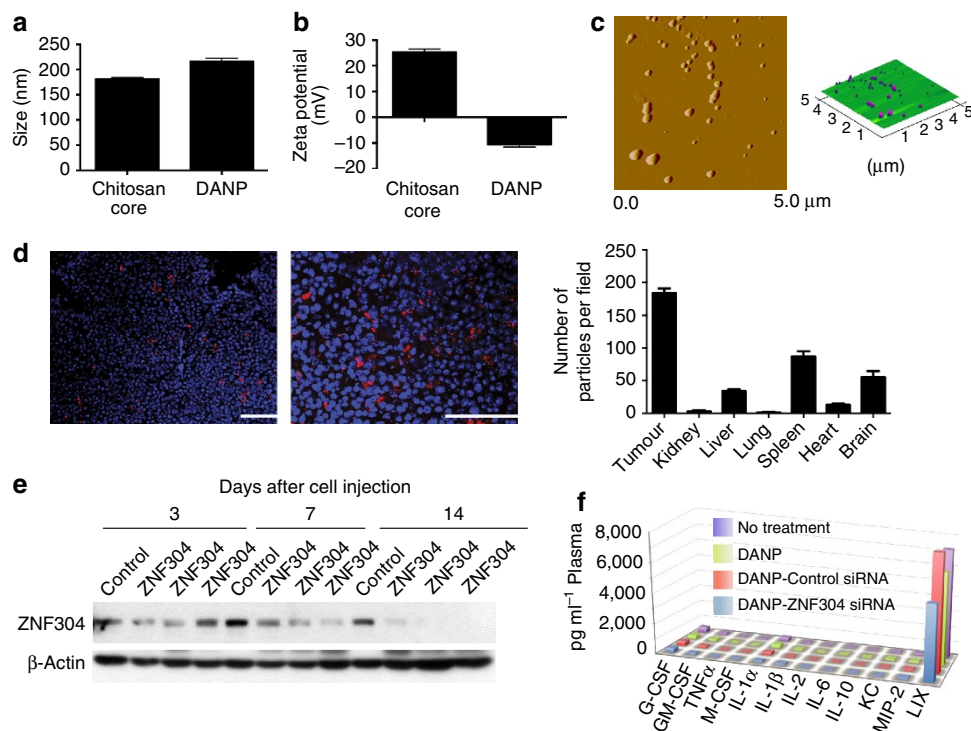 a
Size (nm)
250
200
150
100
50
0
Chitosan
core
DANP
b
Zeta potential
(mV)
30
20
10
0
−10
−20
Chitosan
core
DANP
c
0.0
5.0 μm
5
4
3
2
1
1
2
3
4
5
(μm)
d
Number of
particles per field
200
150
100
50
0
Tumour
Kidney
Liver
Lung
Spleen
Heart
Brain
e
Days after cell injection
3
7
14
Control
ZNF304
ZNF304
ZNF304
Control
ZNF304
ZNF304
ZNF304
Control
ZNF304
ZNF304
ZNF304
ZNF304
β-Actin
f
pg ml⁻¹ Plasma
8,000
6,000
4,000
2,000
0
No treatment
DANP
DANP-Control siRNA
DANP-ZNF304 siRNA
G-CSF
GM-CSF
TNFα
M-CSF
IL-1α
IL-1β
IL-2
IL-6
IL-10
KC
MIP-2
LIX